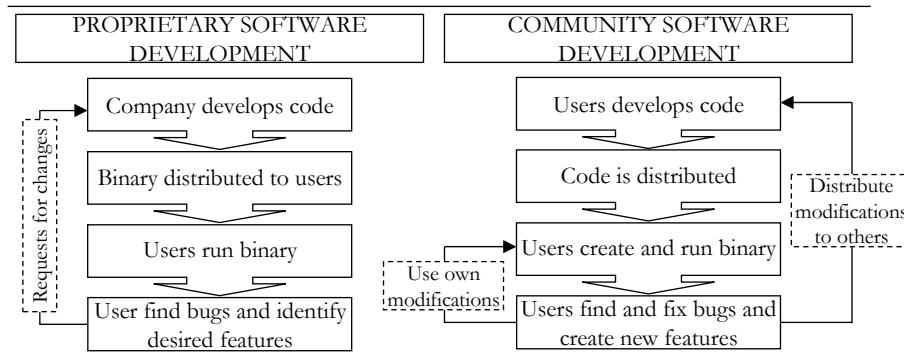 PROPRIETARY SOFTWARE
DEVELOPMENT
Company develops code
Binary distributed to users
Users run binary
User find bugs and identify
desired features
Requests for changes
COMMUNITY SOFTWARE
DEVELOPMENT
Users develops code
Code is distributed
Users create and run binary
Users find and fix bugs and
create new features
Use own
modifications
Distribute
modifications
to others